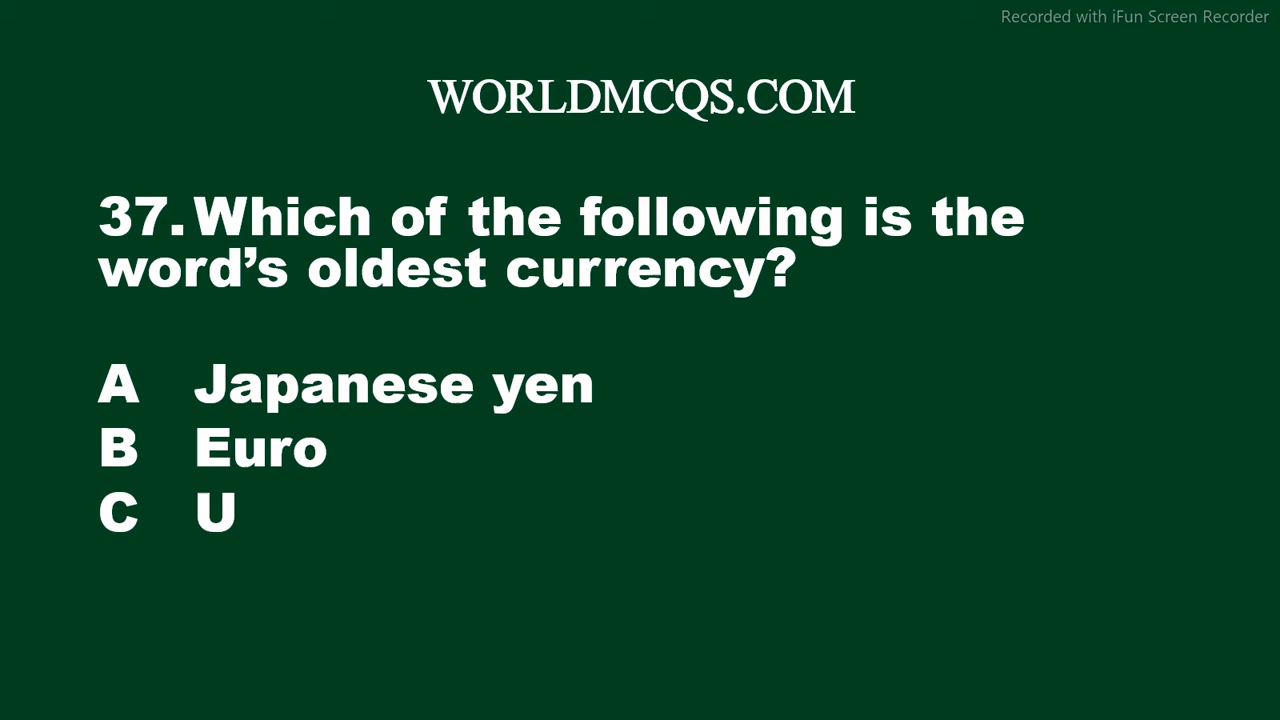 Recorded with iFun Screen Recorder
WORLDMCQS.COM
37. Which of the following is the
word’s oldest currency?
A Japanese yen
B Euro
C U